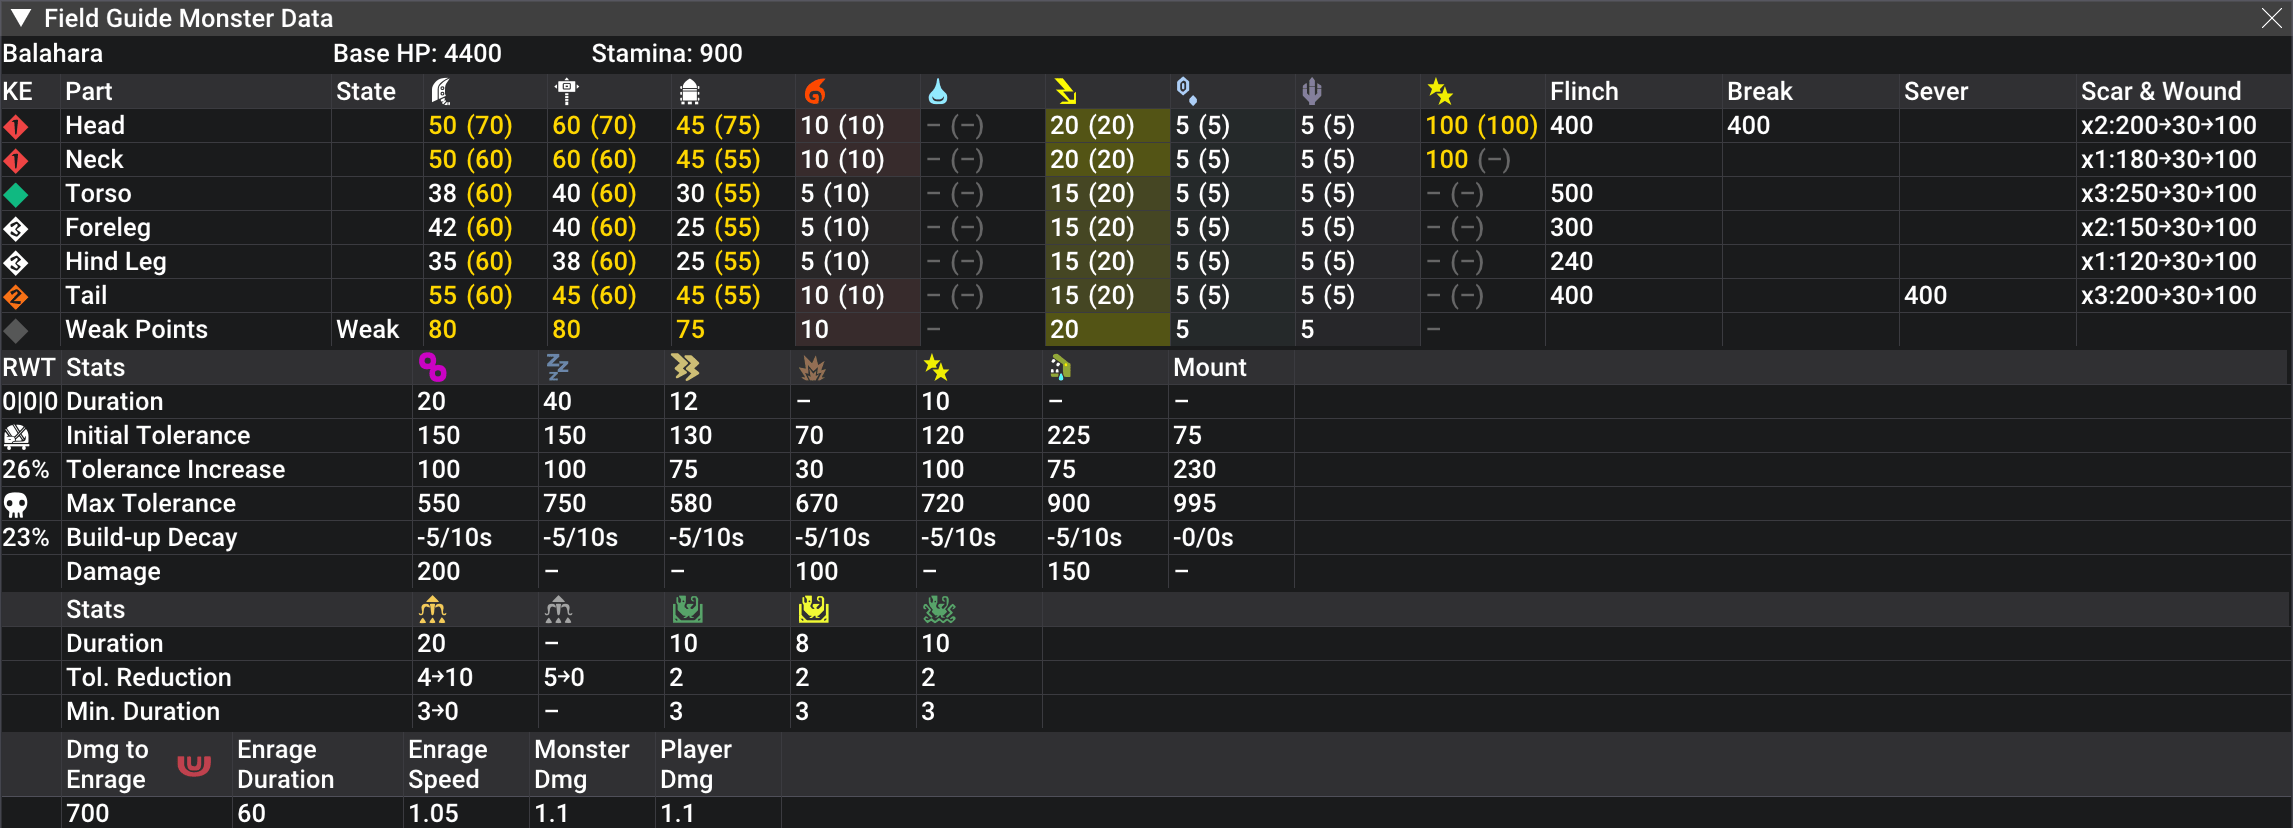 Field Guide Monster Data
Balahara Base HP: 4400 Stamina: 900
KE Part State Flinch Break Sever Scar & Wound
1 Head 50 (70) 60 (70) 45 (75) 10 (10) – (–) 20 (20) 5 (5) 5 (5) 100 (100) 400 400 x2:200→30→100
1 Neck 50 (60) 60 (60) 45 (55) 10 (10) – (–) 20 (20) 5 (5) 5 (5) 100 (–) x1:180→30→100
Torso 38 (60) 40 (60) 30 (55) 5 (10) – (–) 15 (20) 5 (5) 5 (5) – (–) 500 x3:250→30→100
3 Foreleg 42 (60) 40 (60) 25 (55) 5 (10) – (–) 15 (20) 5 (5) 5 (5) – (–) 300 x2:150→30→100
3 Hind Leg 35 (60) 38 (60) 25 (55) 5 (10) – (–) 15 (20) 5 (5) 5 (5) – (–) 240 x1:120→30→100
2 Tail 55 (60) 45 (60) 45 (55) 10 (10) – (–) 15 (20) 5 (5) 5 (5) – (–) 400 400 x3:200→30→100
Weak Points Weak 80 80 75 10 – 20 5 5 –
RWT Stats Mount
0|0|0 Duration 20 40 12 – 10 – –
Initial Tolerance 150 150 130 70 120 225 75
26% Tolerance Increase 100 100 75 30 100 75 230
Max Tolerance 550 750 580 670 720 900 995
23% Build-up Decay -5/10s -5/10s -5/10s -5/10s -5/10s -5/10s -0/0s
Damage 200 – – 100 – 150 –
Stats
Duration 20 – 10 8 10
Tol. Reduction 4→10 5→0 2 2 2
Min. Duration 3→0 – 3 3 3
Dmg to Enrage Enrage Duration Enrage Speed Monster Dmg Player Dmg
700 60 1.05 1.1 1.1